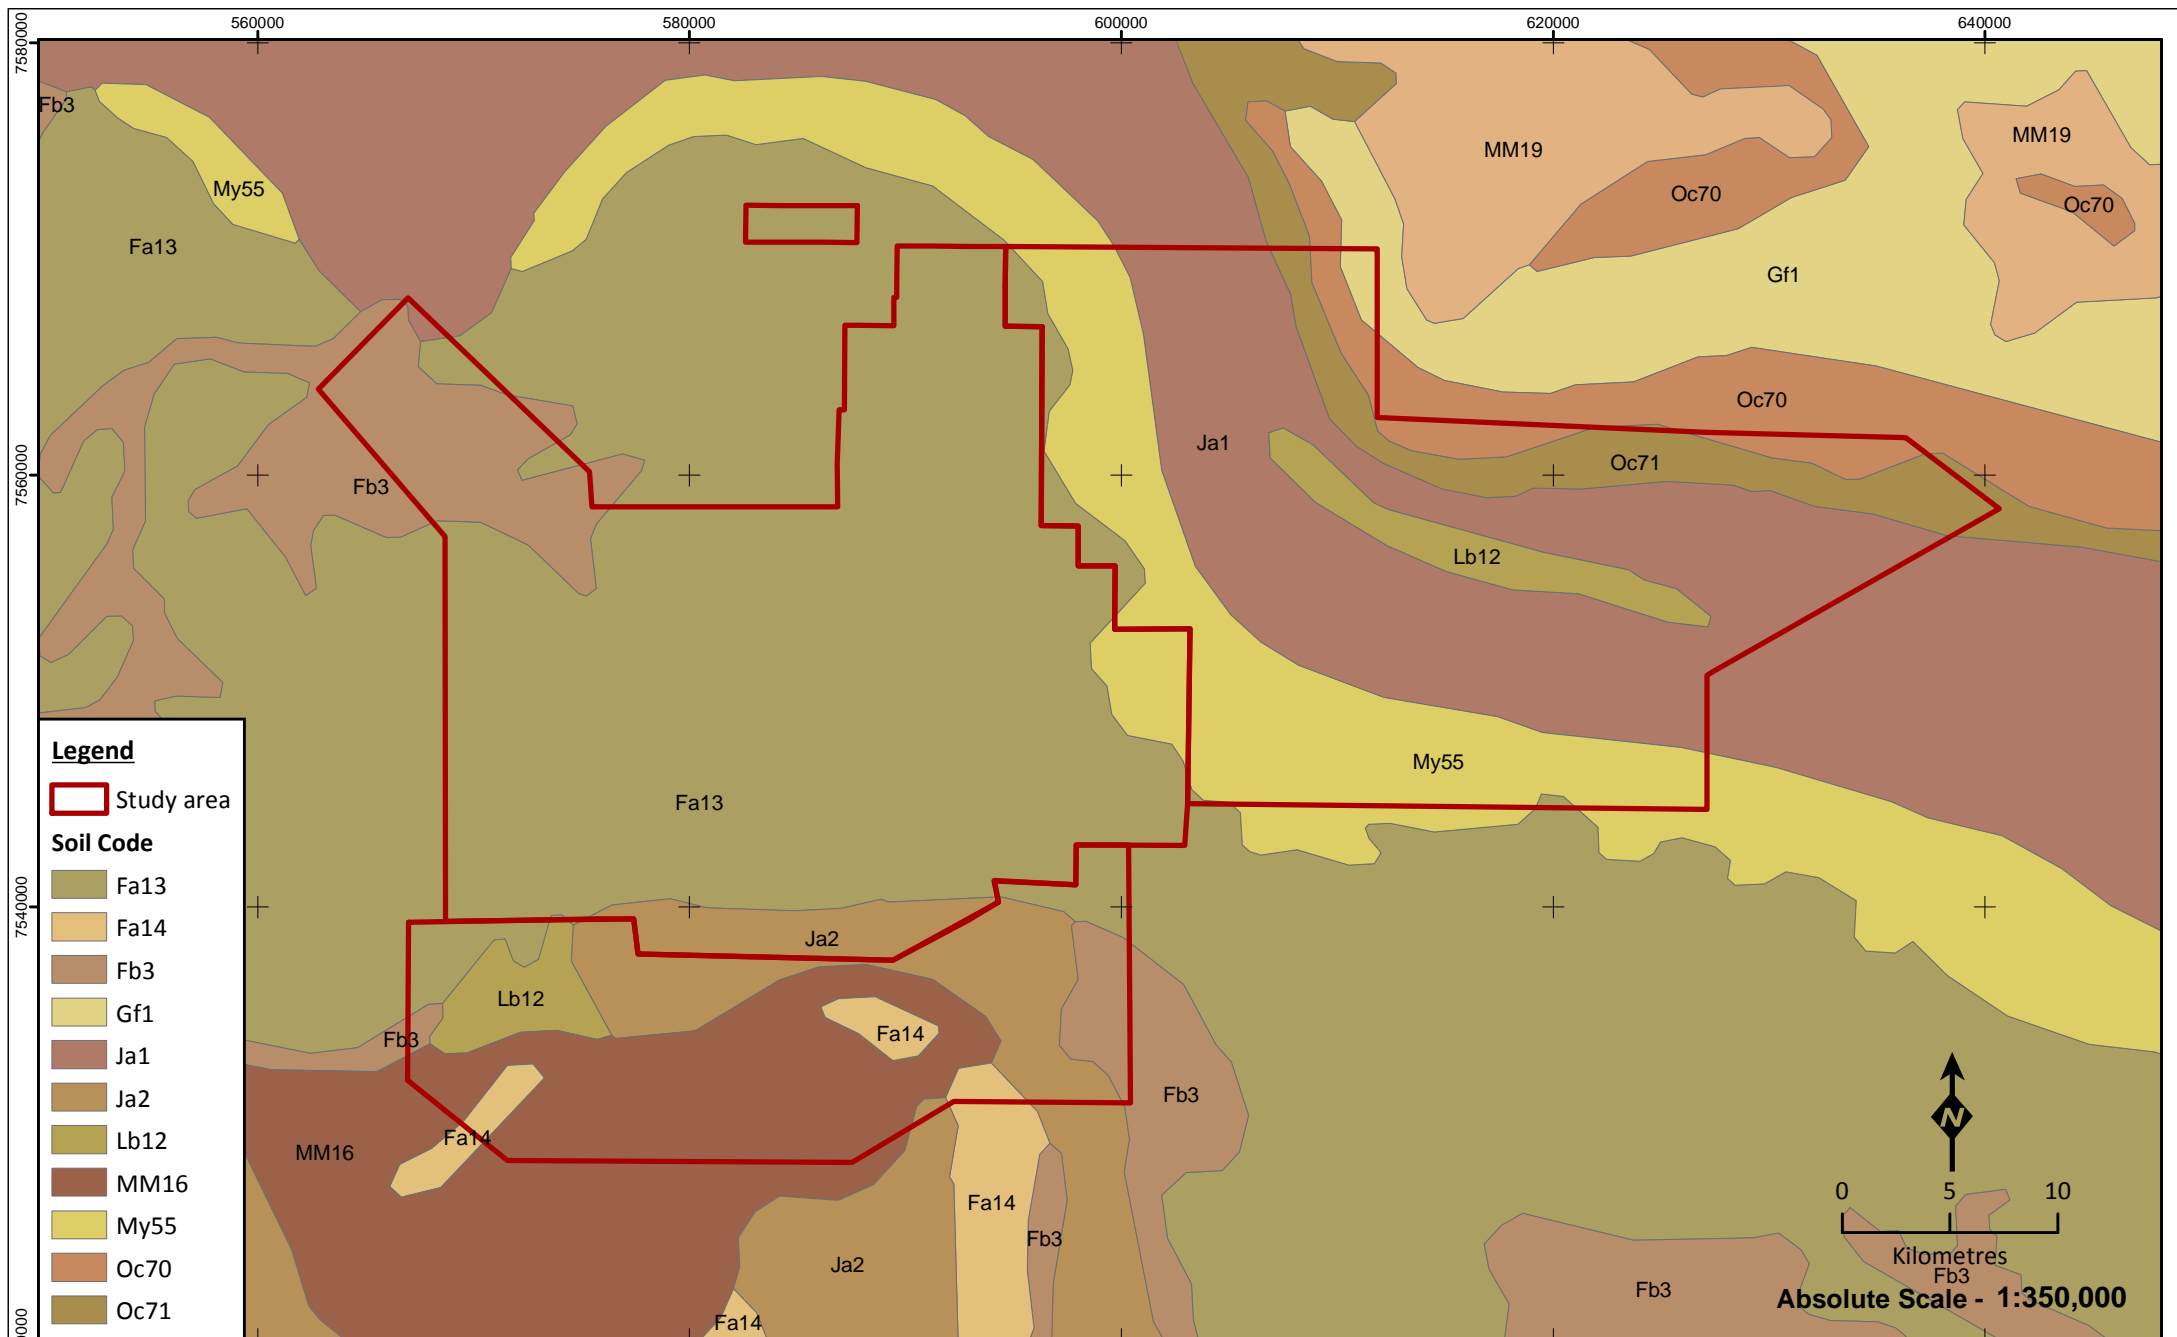 560000 580000 600000 620000 640000
7580000
7560000
7540000
Fb3
MM19
MM19
My55
Oc70
Oc70
Fa13
Gf1
Oc70
Ja1
Oc71
Fb3
Lb12
My55
Fa13
Ja2
Lb12
Fb3
Fa14
Fb3
Fa14
MM16
Fa14
Fb3
Ja2
Fb3
Fb3
Fa14
Legend
Study area
Soil Code
Fa13
Fa14
Fb3
Gf1
Ja1
Ja2
Lb12
MM16
My55
Oc70
Oc71
N
0 5 10
Kilometres
Absolute Scale - 1:350,000